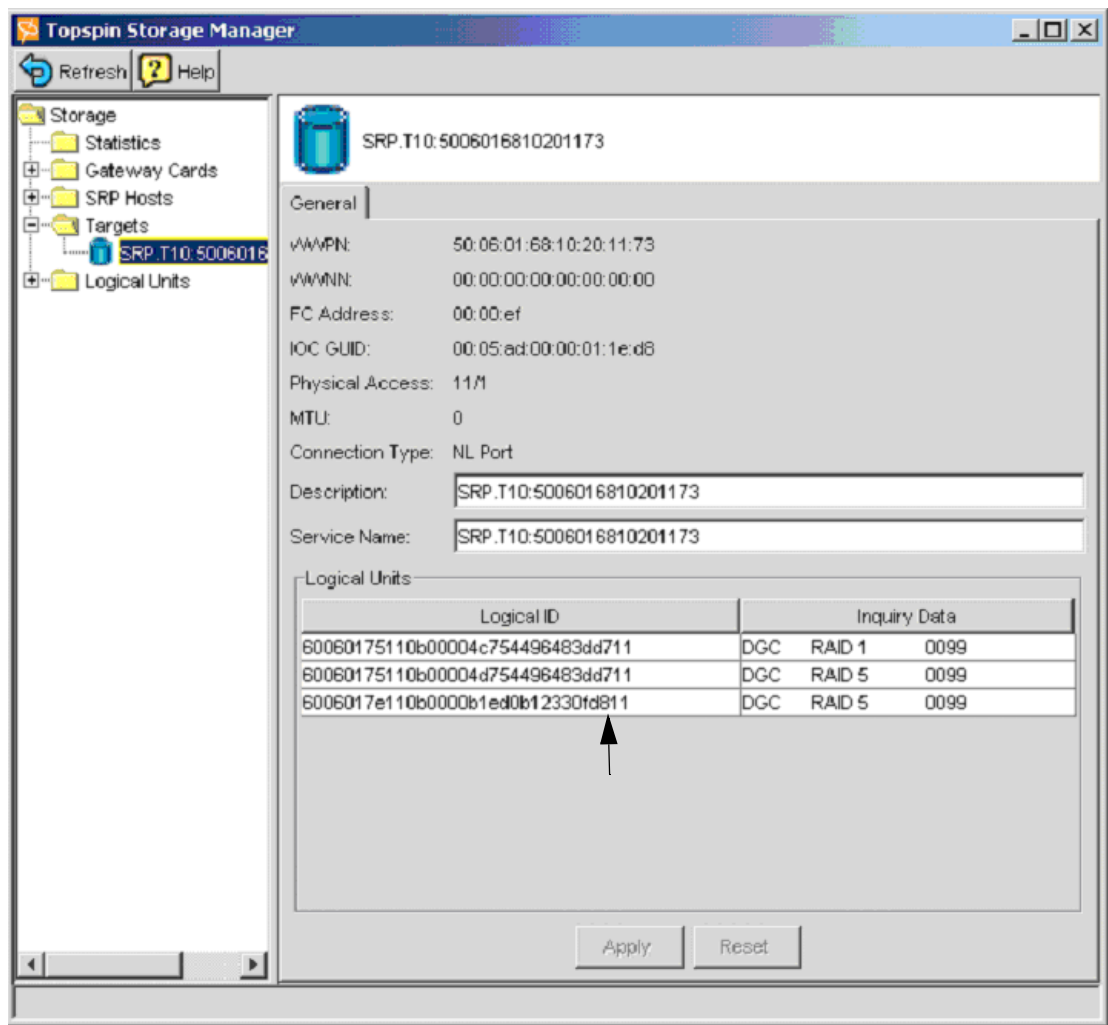 Topspin Storage Manager
Refresh Help
Storage
Statistics
Gateway Cards
SRP Hosts
Targets
SRP.T10:5006016
Logical Units
SRP.T10:5006016810201173
General
WWPN: 50:06:01:68:10:20:11:73
WWNN: 00:00:00:00:00:00:00:00
FC Address: 00:00:ef
IOC GUID: 00:05:ad:00:00:01:1e:d8
Physical Access: 11/1
MTU: 0
Connection Type: NL Port
Description: SRP.T10:5006016810201173
Service Name: SRP.T10:5006016810201173
Logical Units
Logical ID Inquiry Data
60060175110b00004c754496483dd711 DGC RAID 1 0099
60060175110b00004d754496483dd711 DGC RAID 5 0099
6006017e110b0000b1ed0b12330fd811 DGC RAID 5 0099
Apply Reset